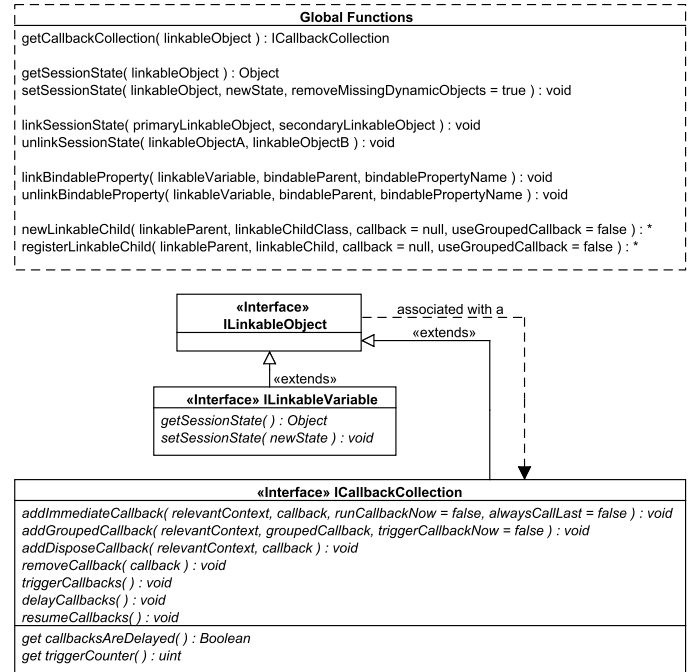 Global Functions
getCallbackCollection( linkableObject ) : ICallbackCollection
getSessionState( linkableObject ) : Object
setSessionState( linkableObject, newState, removeMissingDynamicObjects = true ) : void
linkSessionState( primaryLinkableObject, secondaryLinkableObject ) : void
unlinkSessionState( linkableObjectA, linkableObjectB ) : void
linkBindableProperty( linkableVariable, bindableParent, bindablePropertyName ) : void
unlinkBindableProperty( linkableVariable, bindableParent, bindablePropertyName ) : void
newLinkableChild( linkableParent, linkableChildClass, callback = null, useGroupedCallback = false ) : *
registerLinkableChild( linkableParent, linkableChild, callback = null, useGroupedCallback = false ) : *
«Interface»
ILinkableObject
associated with a
«extends»
«extends»
«Interface» ILinkableVariable
getSessionState( ) : Object
setSessionState( newState ) : void
«Interface» ICallbackCollection
addImmediateCallback( relevantContext, callback, runCallbackNow = false, alwaysCallLast = false ) : void
addGroupedCallback( relevantContext, groupedCallback, triggerCallbackNow = false ) : void
addDisposeCallback( relevantContext, callback ) : void
removeCallback( callback ) : void
triggerCallbacks( ) : void
delayCallbacks( ) : void
resumeCallbacks( ) : void
get callbacksAreDelayed( ) : Boolean
get triggerCounter( ) : uint